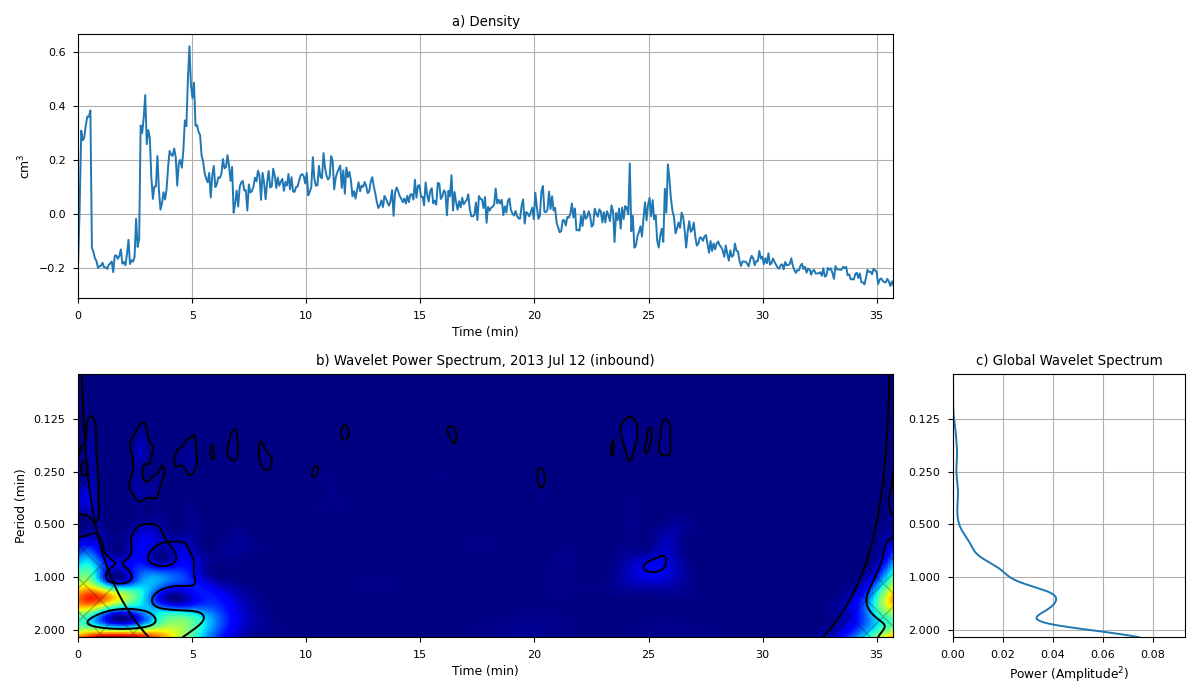 a) Density
0.6
0.4
0.2
0.0
−0.2
cm³
0 5 10 15 20 25 30 35
Time (min)
b) Wavelet Power Spectrum, 2013 Jul 12 (inbound)
0.125
0.250
0.500
1.000
2.000
Period (min)
0 5 10 15 20 25 30 35
Time (min)
c) Global Wavelet Spectrum
0.125
0.250
0.500
1.000
2.000
0.00 0.02 0.04 0.06 0.08
Power (Amplitude²)